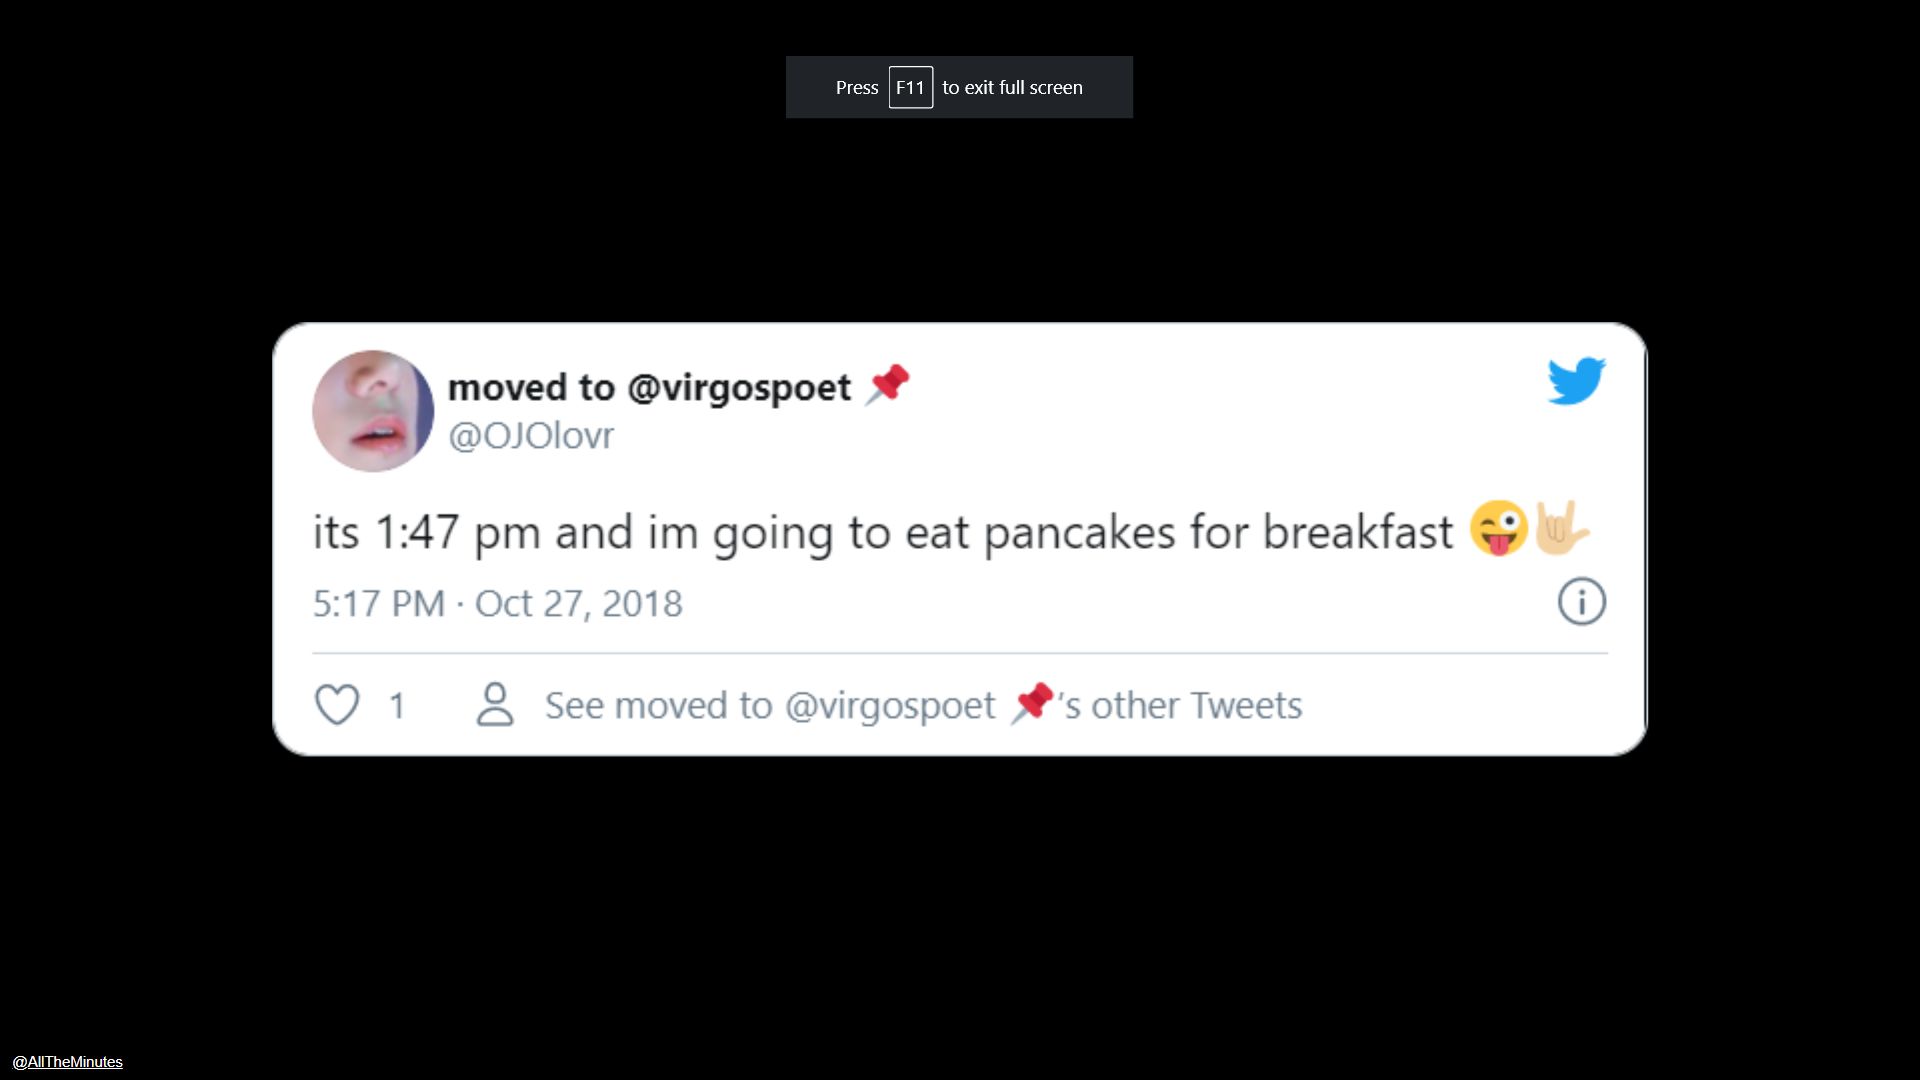 Press F11 to exit full screen
moved to @virgospoet 📌
@OJOlovr
its 1:47 pm and im going to eat pancakes for breakfast 😜🤟🏼
5:17 PM · Oct 27, 2018
1
See moved to @virgospoet 📌's other Tweets
@AllTheMinutes